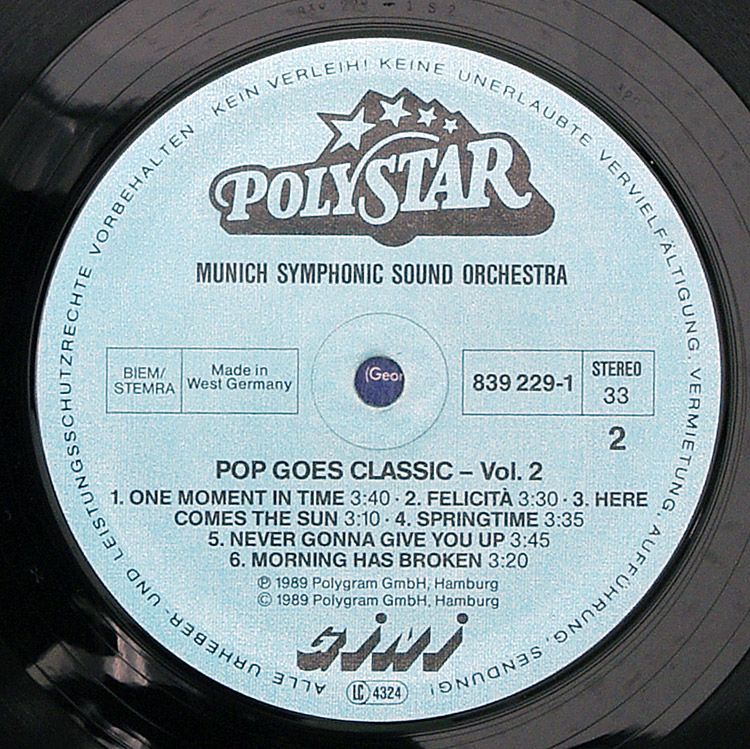 ALLE URHEBER- UND LEISTUNGSSCHUTZRECHTE VORBEHALTEN KEIN VERLEIH! KEINE UNERLAUBTE VERVIELFÄLTIGUNG, VERMIETUNG, AUFFÜHRUNG, SENDUNG!
POLYSTAR
MUNICH SYMPHONIC SOUND ORCHESTRA
BIEM/
STEMRA
Made in
West Germany
(Geor
839 229-1
STEREO
33
2
POP GOES CLASSIC – Vol. 2
1. ONE MOMENT IN TIME 3:40 · 2. FELICITÀ 3:30 · 3. HERE
COMES THE SUN 3:10 · 4. SPRINGTIME 3:35
5. NEVER GONNA GIVE YOU UP 3:45
6. MORNING HAS BROKEN 3:20
Ⓟ 1989 Polygram GmbH, Hamburg
© 1989 Polygram GmbH, Hamburg
LC 4324